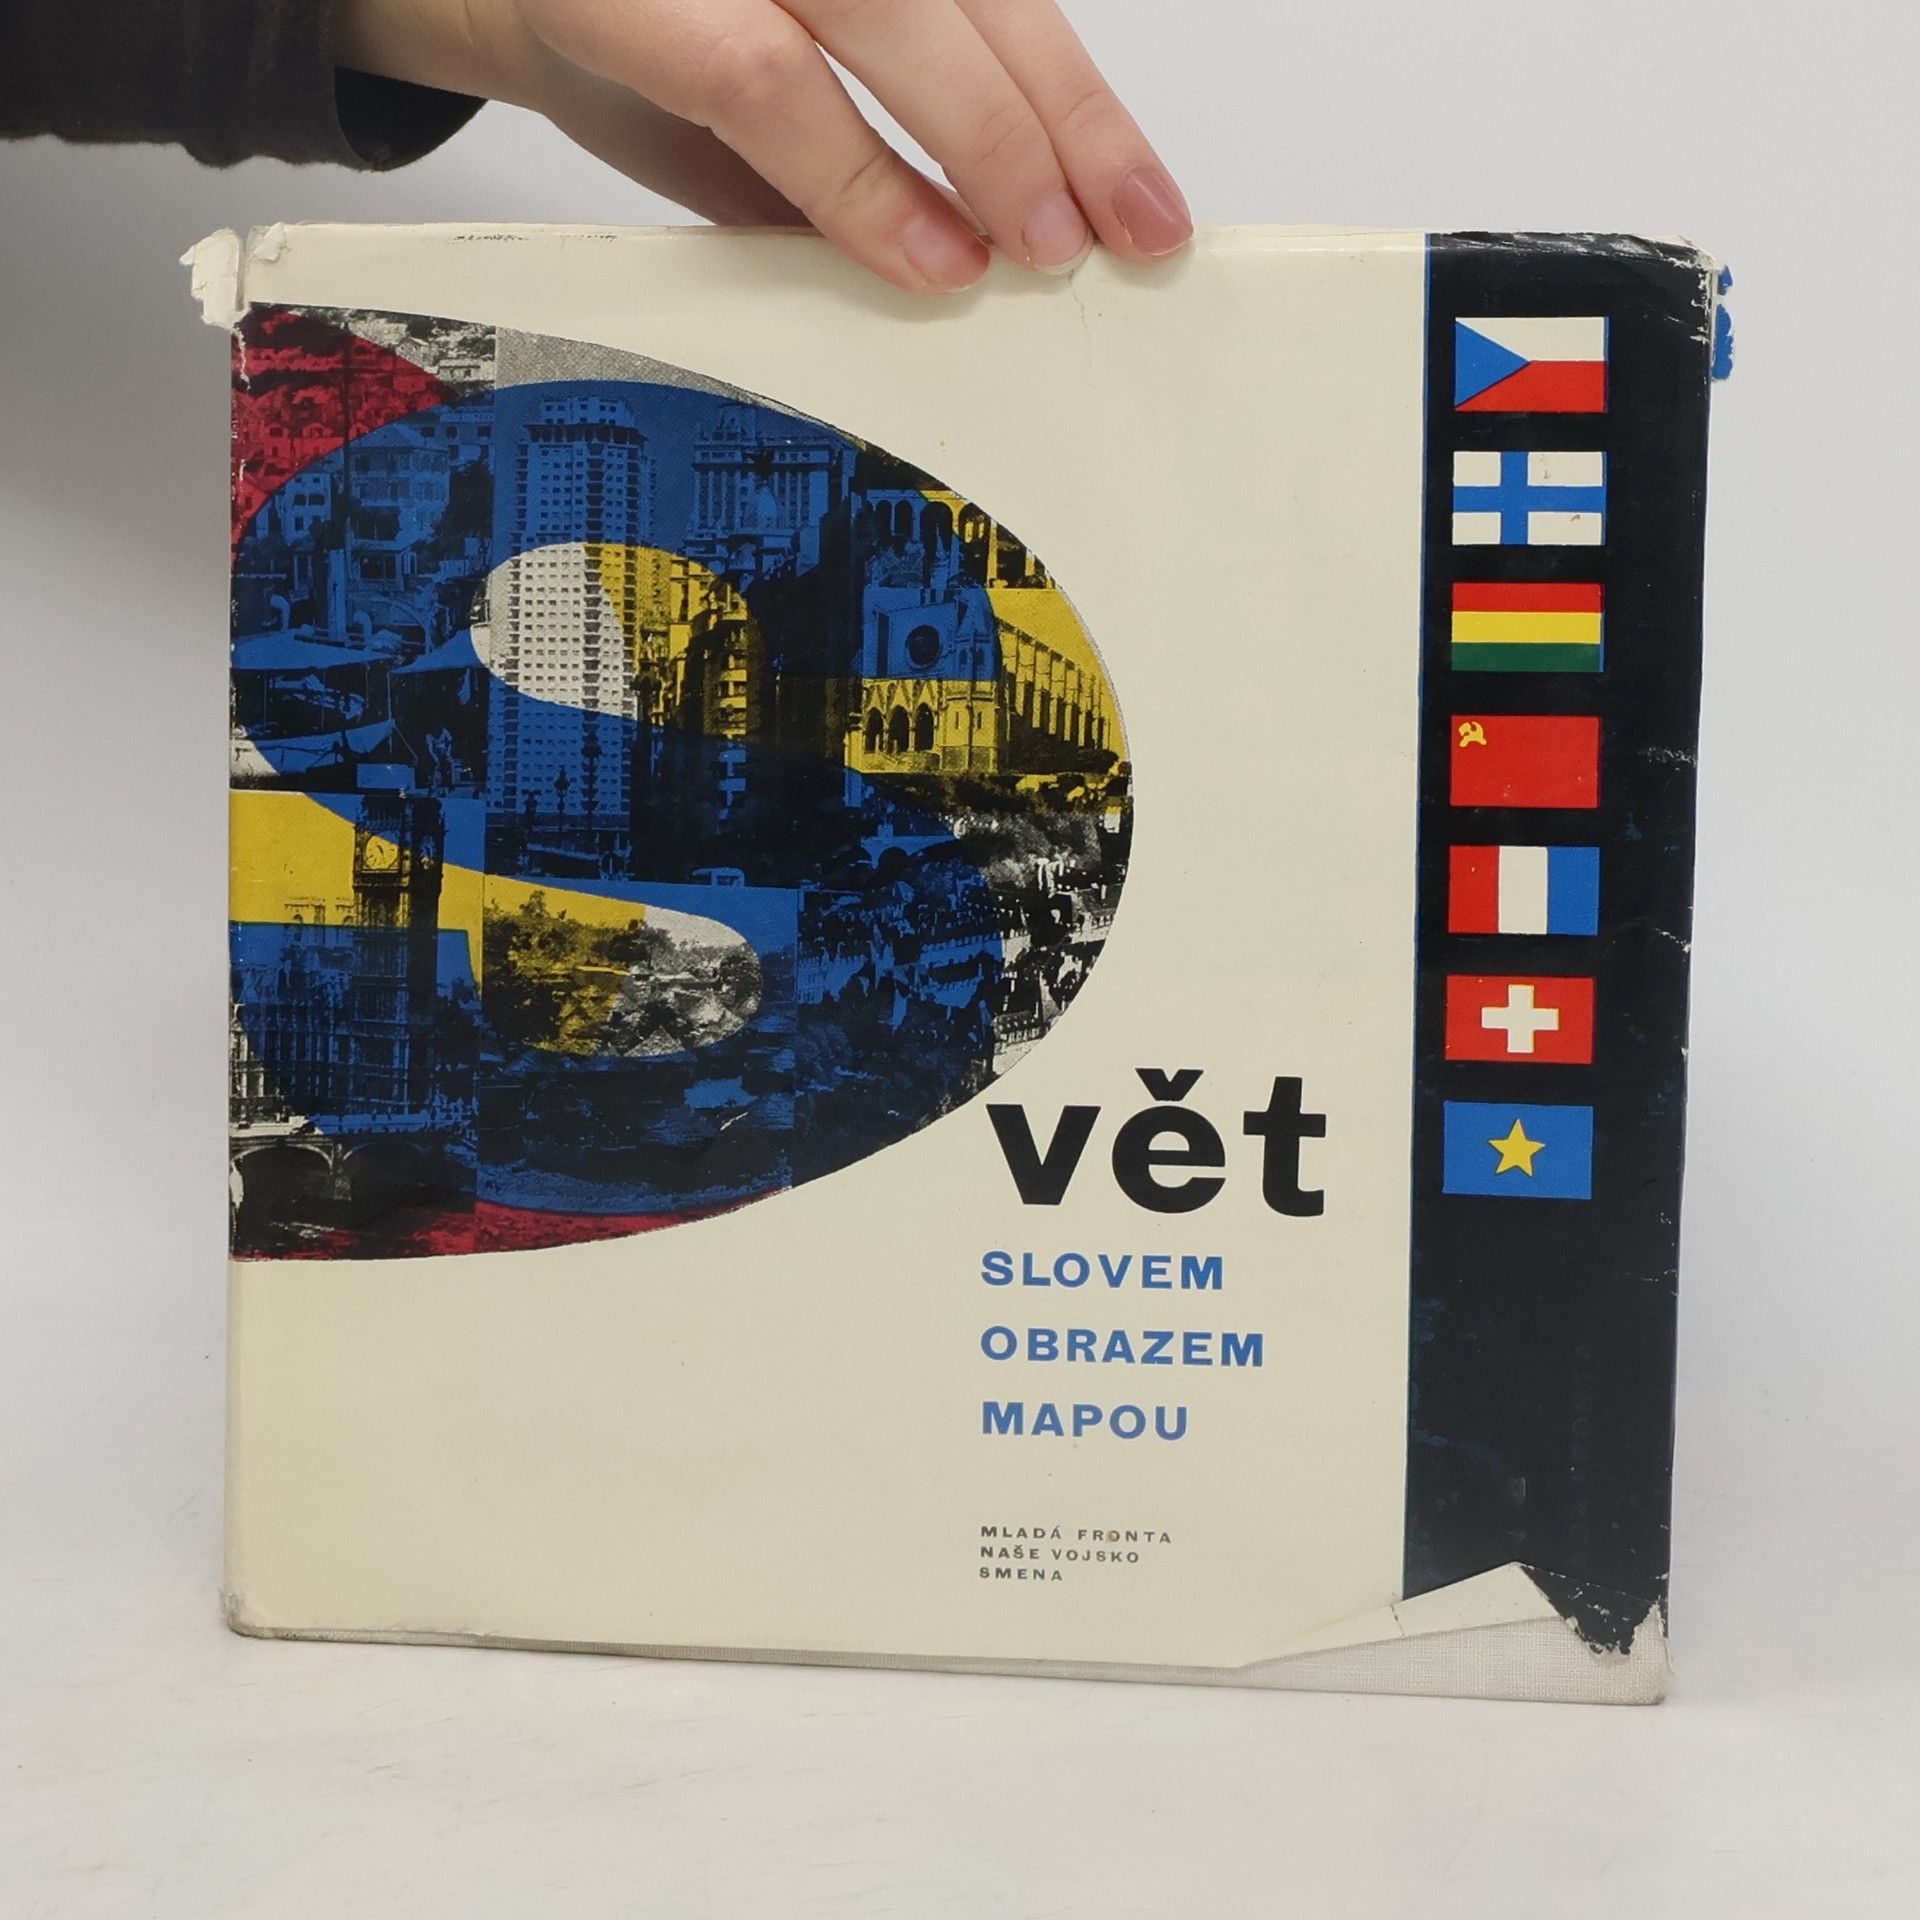 Svět
SLOVEM
OBRAZEM
MAPOU
MLADÁ FRONTA
NAŠE VOJSKO
SMENA